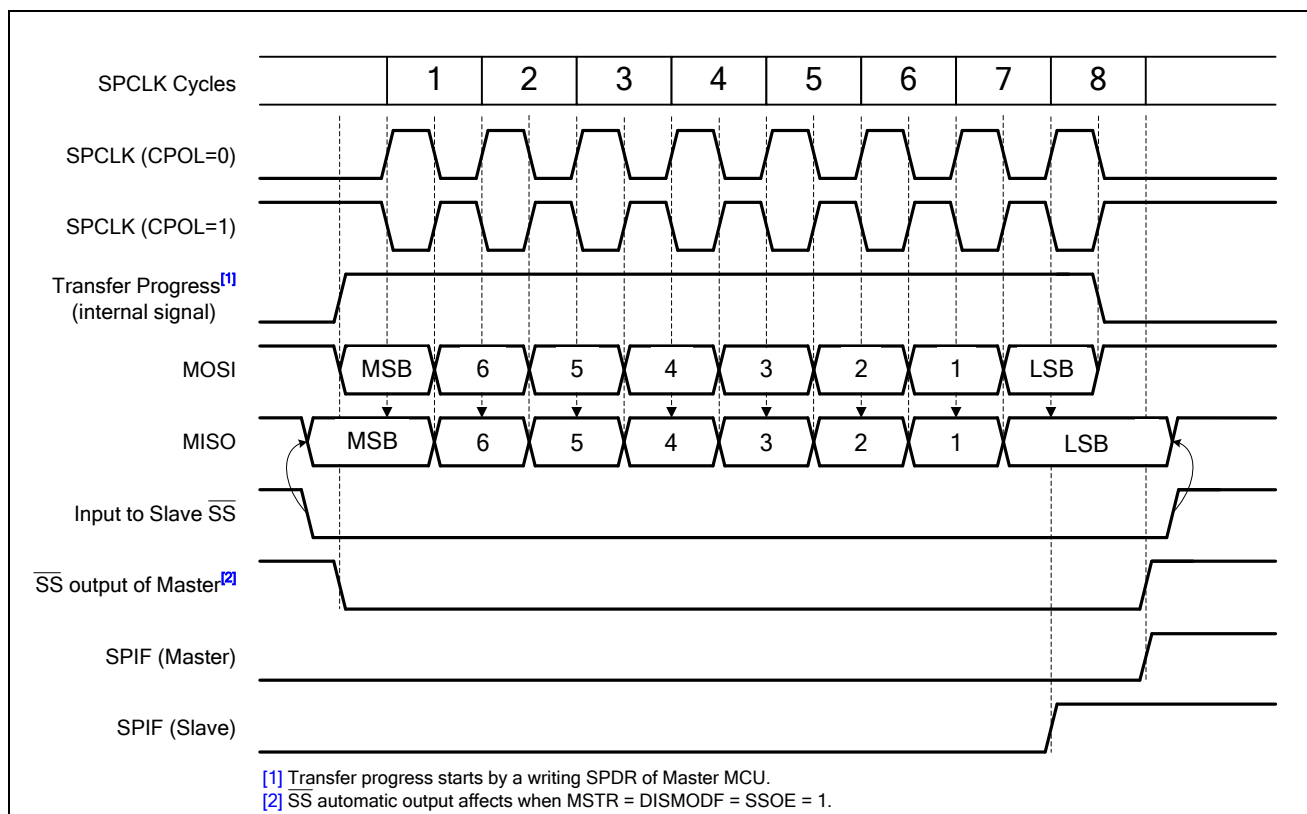 SPCLK Cycles 1 2 3 4 5 6 7 8
SPCLK (CPOL=0)
SPCLK (CPOL=1)
Transfer Progress[1]
(internal signal)
MOSI MSB 6 5 4 3 2 1 LSB
MISO MSB 6 5 4 3 2 1 LSB
Input to Slave SS
SS output of Master[2]
SPIF (Master)
SPIF (Slave)
[1] Transfer progress starts by a writing SPDR of Master MCU.
[2] SS automatic output affects when MSTR = DISMODF = SSOE = 1.